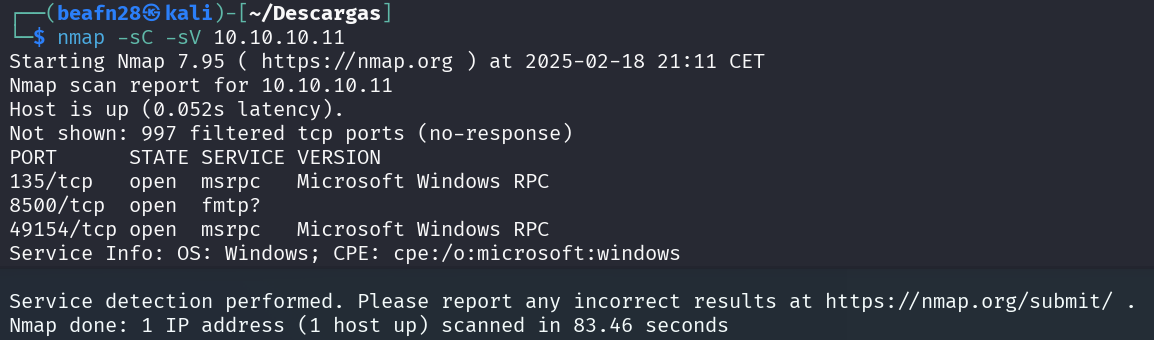 ┌──(beafn28㉿kali)-[~/Descargas]
└─$ nmap -sC -sV 10.10.10.11
Starting Nmap 7.95 ( https://nmap.org ) at 2025-02-18 21:11 CET
Nmap scan report for 10.10.10.11
Host is up (0.052s latency).
Not shown: 997 filtered tcp ports (no-response)
PORT      STATE SERVICE VERSION
135/tcp   open  msrpc   Microsoft Windows RPC
8500/tcp  open  fmtp?
49154/tcp open  msrpc   Microsoft Windows RPC
Service Info: OS: Windows; CPE: cpe:/o:microsoft:windows

Service detection performed. Please report any incorrect results at https://nmap.org/submit/ .
Nmap done: 1 IP address (1 host up) scanned in 83.46 seconds